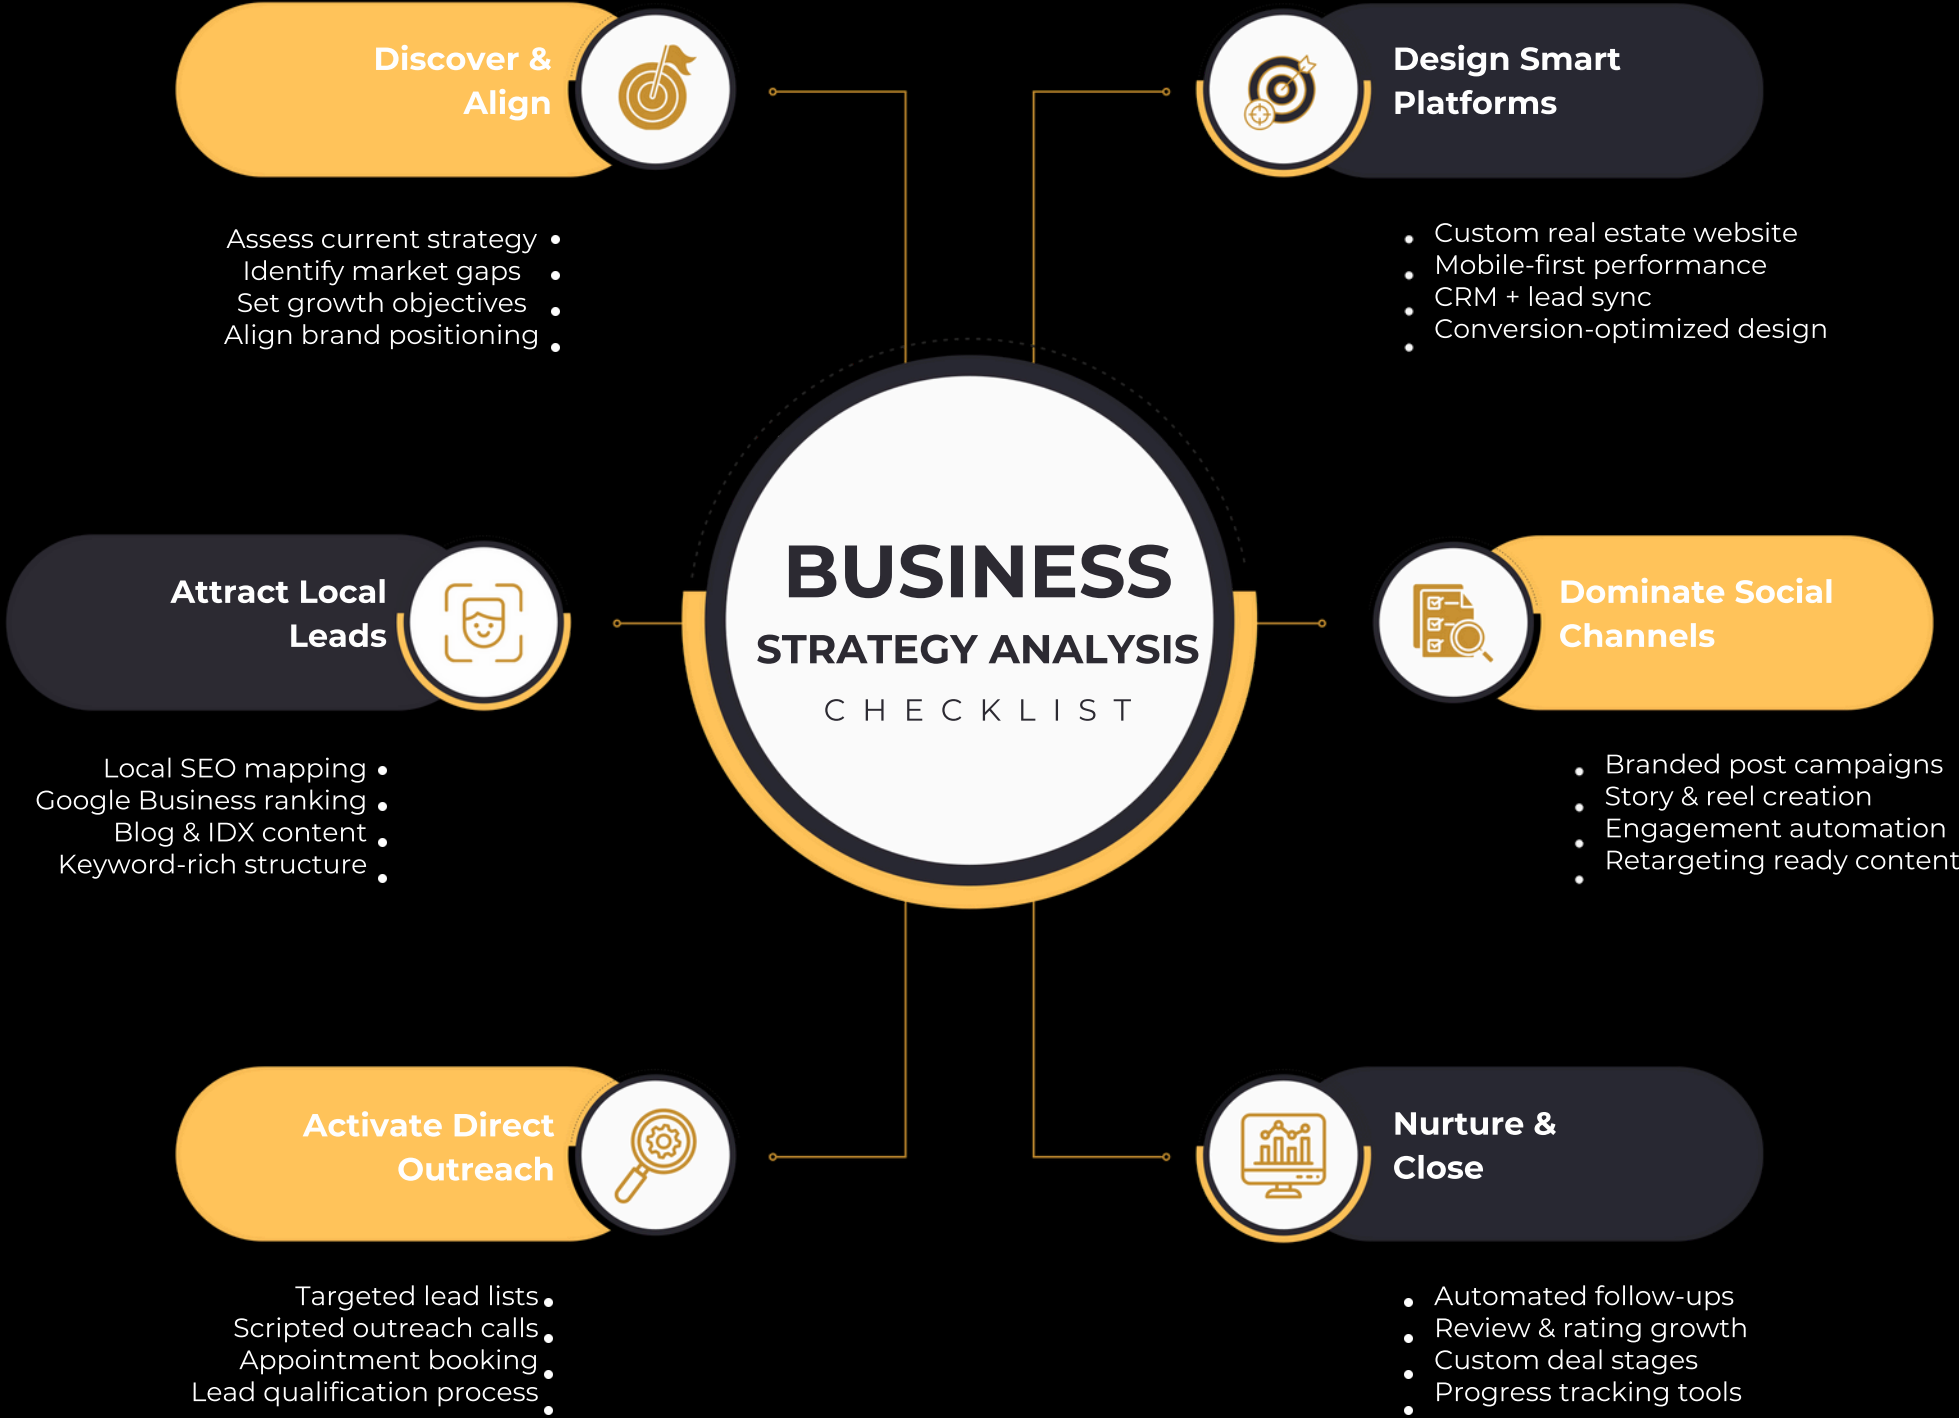 Discover &
Align
Assess current strategy
Identify market gaps
Set growth objectives
Align brand positioning
Design Smart
Platforms
Custom real estate website
Mobile-first performance
CRM + lead sync
Conversion-optimized design
BUSINESS
STRATEGY ANALYSIS
CHECKLIST
Attract Local
Leads
Local SEO mapping
Google Business ranking
Blog & IDX content
Keyword-rich structure
Dominate Social
Channels
Branded post campaigns
Story & reel creation
Engagement automation
Retargeting ready content
Activate Direct
Outreach
Targeted lead lists
Scripted outreach calls
Appointment booking
Lead qualification process
Nurture &
Close
Automated follow-ups
Review & rating growth
Custom deal stages
Progress tracking tools